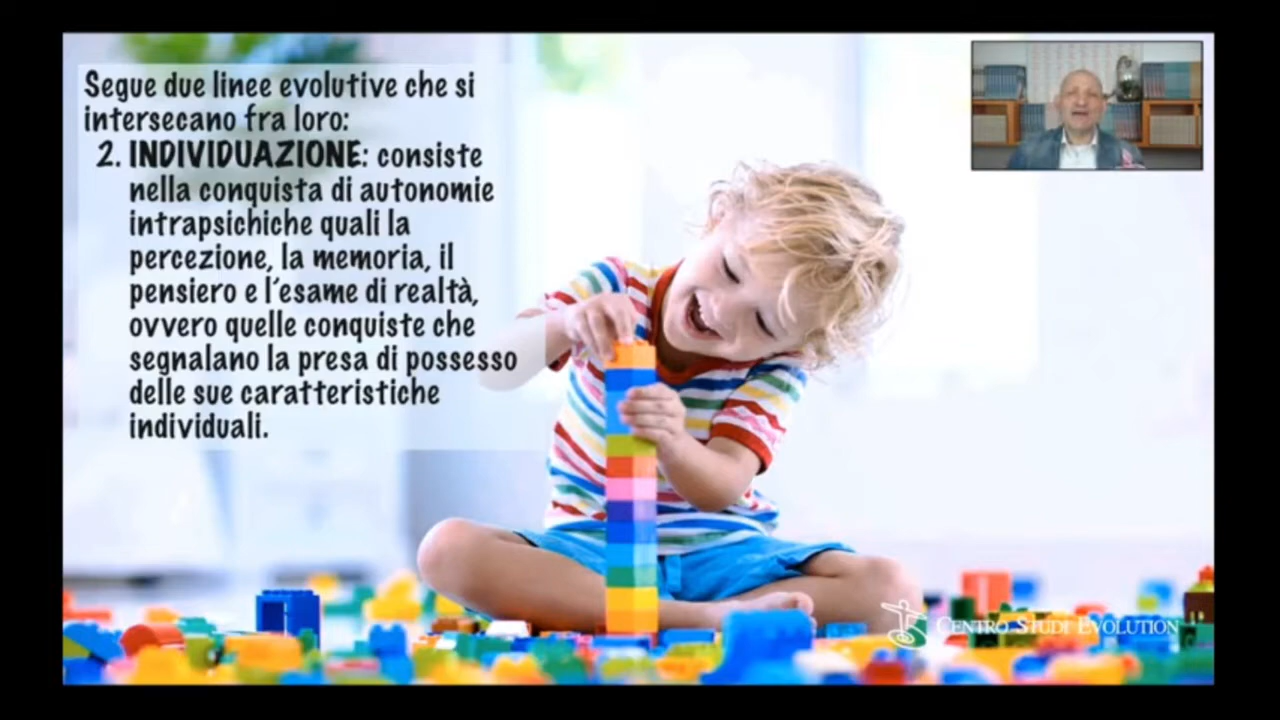 Segue due linee evolutive che si
intersecano fra loro:
2. INDIVIDUAZIONE: consiste
nella conquista di autonomie
intrapsichiche quali la
percezione, la memoria, il
pensiero e l'esame di realtà,
ovvero quelle conquiste che
segnalano la presa di possesso
delle sue caratteristiche
individuali.
CENTRO STUDI EVOLUTION